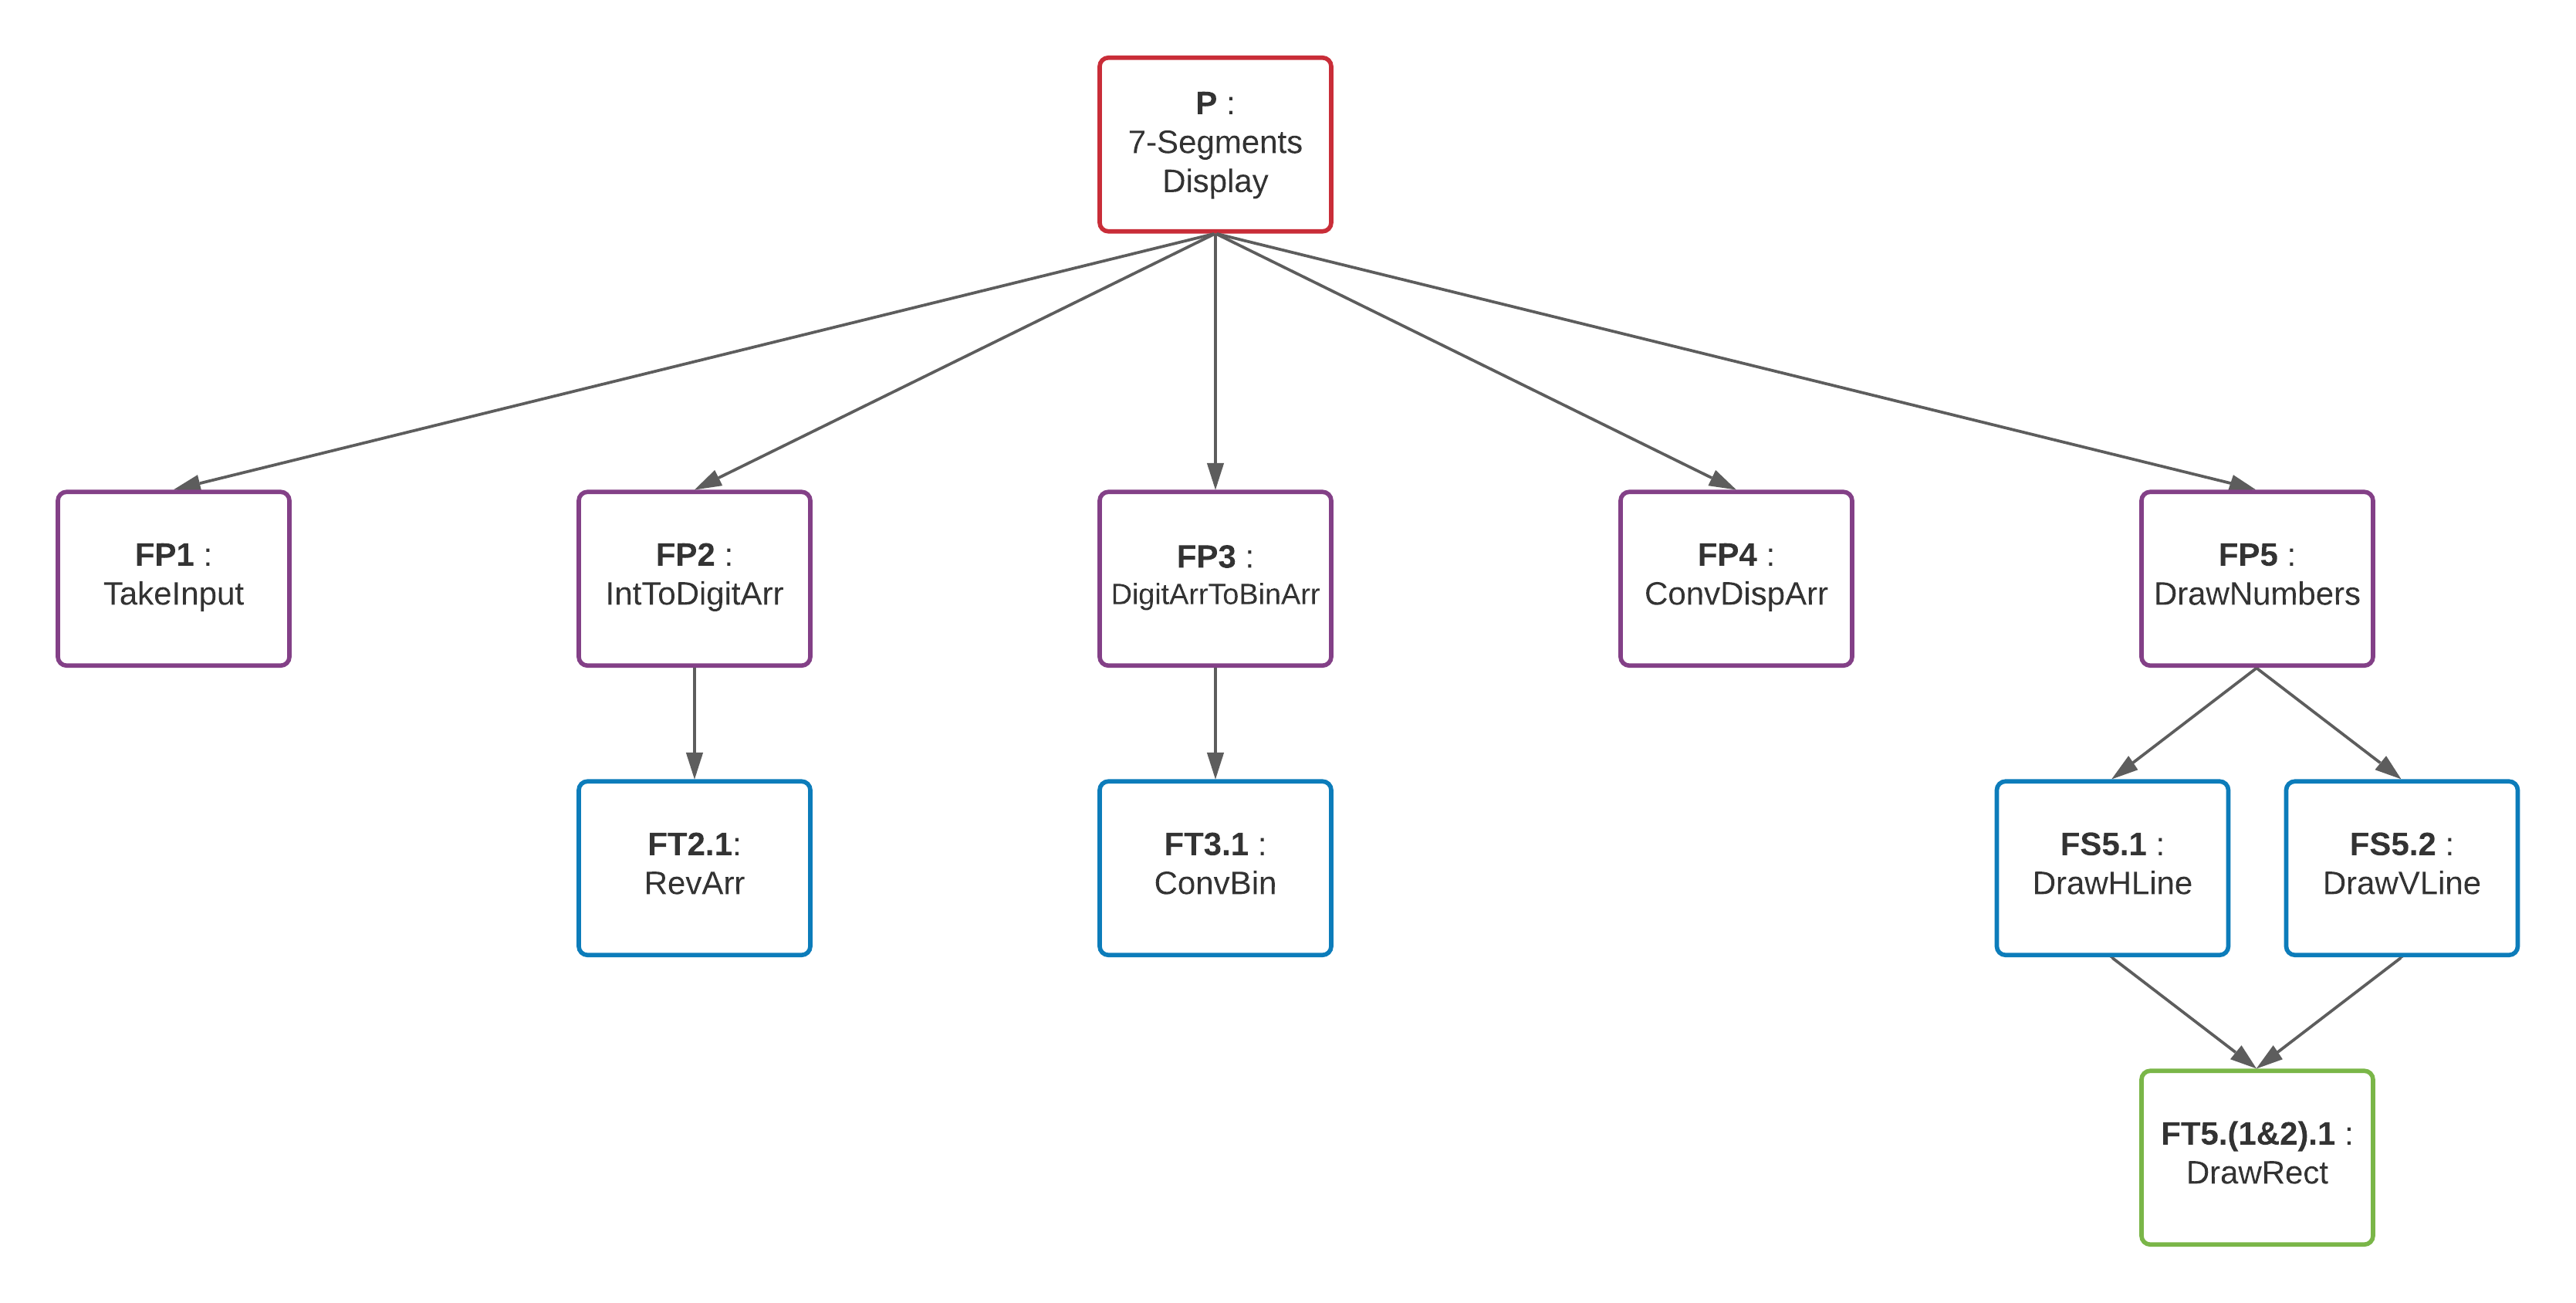 P :
7-Segments
Display
FP1 :
TakeInput
FP2 :
IntToDigitArr
FP3 :
DigitArrToBinArr
FP4 :
ConvDispArr
FP5 :
DrawNumbers
FT2.1:
RevArr
FT3.1 :
ConvBin
FS5.1 :
DrawHLine
FS5.2 :
DrawVLine
FT5.(1&2).1 :
DrawRect